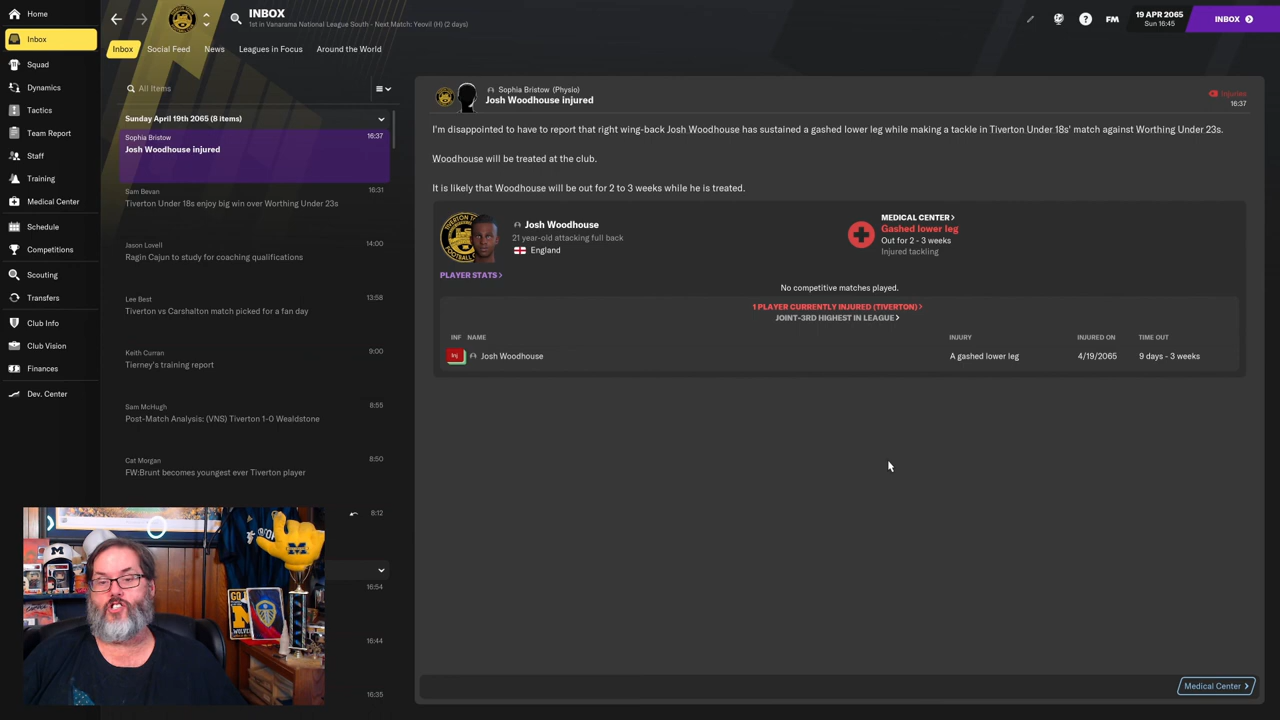 Home
Inbox
Squad
Dynamics
Tactics
Team Report
Staff
Training
Medical Center
Schedule
Competitions
Scouting
Transfers
Club Info
Club Vision
Finances
Dev. Center
INBOX
1st in Vanarama National League South - Next Match: Yeovil (H) (2 days)
FM
19 APR 2065
Sun 16:45
INBOX
Inbox
Social Feed
News
Leagues in Focus
Around the World
All Items
Sunday April 19th 2065 (8 items)
Sophia Bristow
16:37
Josh Woodhouse injured
Sam Bevan
16:31
Tiverton Under 18s enjoy big win over Worthing Under 23s
Jason Lovell
14:00
Ragin Cajun to study for coaching qualifications
Lee Best
13:58
Tiverton vs Carshalton match picked for a fan day
Keith Curran
9:00
Tierney's training report
Sam McHugh
8:55
Post-Match Analysis: (VNS) Tiverton 1-0 Wealdstone
Cat Morgan
8:50
FW:Brunt becomes youngest ever Tiverton player
8:12
16:54
16:44
16:35
Sophia Bristow (Physio)
Josh Woodhouse injured
Injuries
16:37
I'm disappointed to have to report that right wing-back Josh Woodhouse has sustained a gashed lower leg while making a tackle in Tiverton Under 18s' match against Worthing Under 23s.
Woodhouse will be treated at the club.
It is likely that Woodhouse will be out for 2 to 3 weeks while he is treated.
Josh Woodhouse
21 year-old attacking full back
England
PLAYER STATS
MEDICAL CENTER
Gashed lower leg
Out for 2 - 3 weeks
Injured tackling
No competitive matches played.
1 PLAYER CURRENTLY INJURED (TIVERTON)
JOINT-3RD HIGHEST IN LEAGUE
INF NAME INJURY INJURED ON TIME OUT
Inj Josh Woodhouse A gashed lower leg 4/19/2065 9 days - 3 weeks
Medical Center
M
M
GO